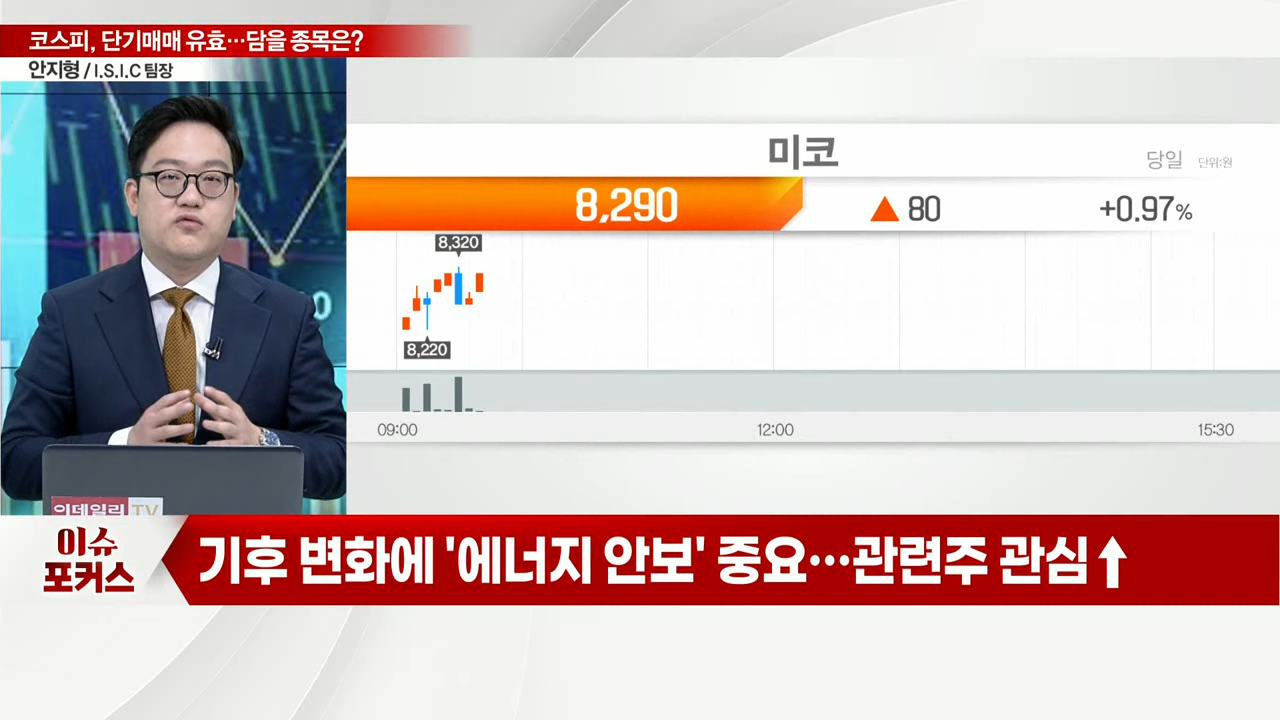 코스피, 단기매매 유효…담을 종목은?
안지형 / I.S.I.C 팀장
미코
당일 단위:원
8,290 ▲ 80 +0.97%
8,320
8,220
09:00 12:00 15:30
이데일리 TV
이슈
포커스
기후 변화에 '에너지 안보' 중요…관련주 관심↑